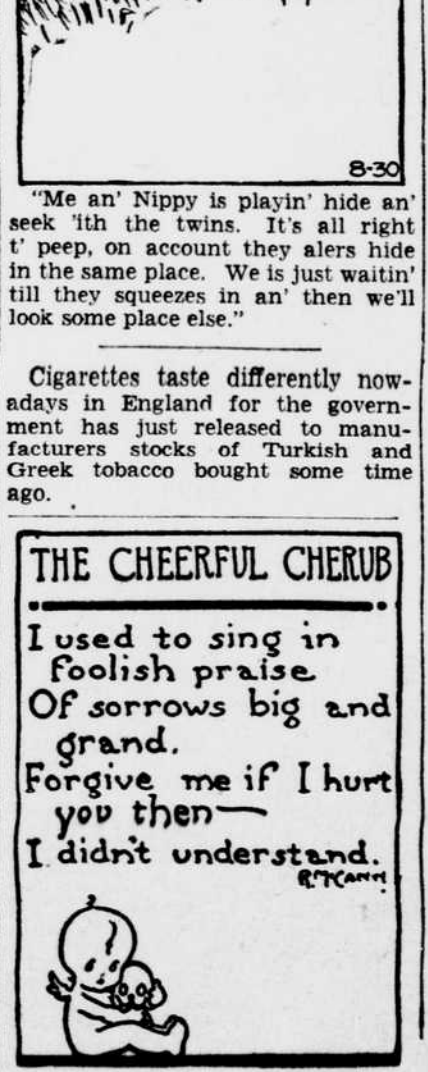 8-30
"Me an' Nippy is playin' hide an'
seek 'ith the twins. It's all right
t' peep, on account they alers hide
in the same place. We is just waitin'
till they squeezes in an' then we'll
look some place else."
Cigarettes taste differently now-
adays in England for the govern-
ment has just released to manu-
facturers stocks of Turkish and
Greek tobacco bought some time
ago.
THE CHEERFUL CHERUB
I used to sing in
foolish praise
Of sorrows big and
grand.
Forgive me if I hurt
you then—
I didn't understand.
R. McCann